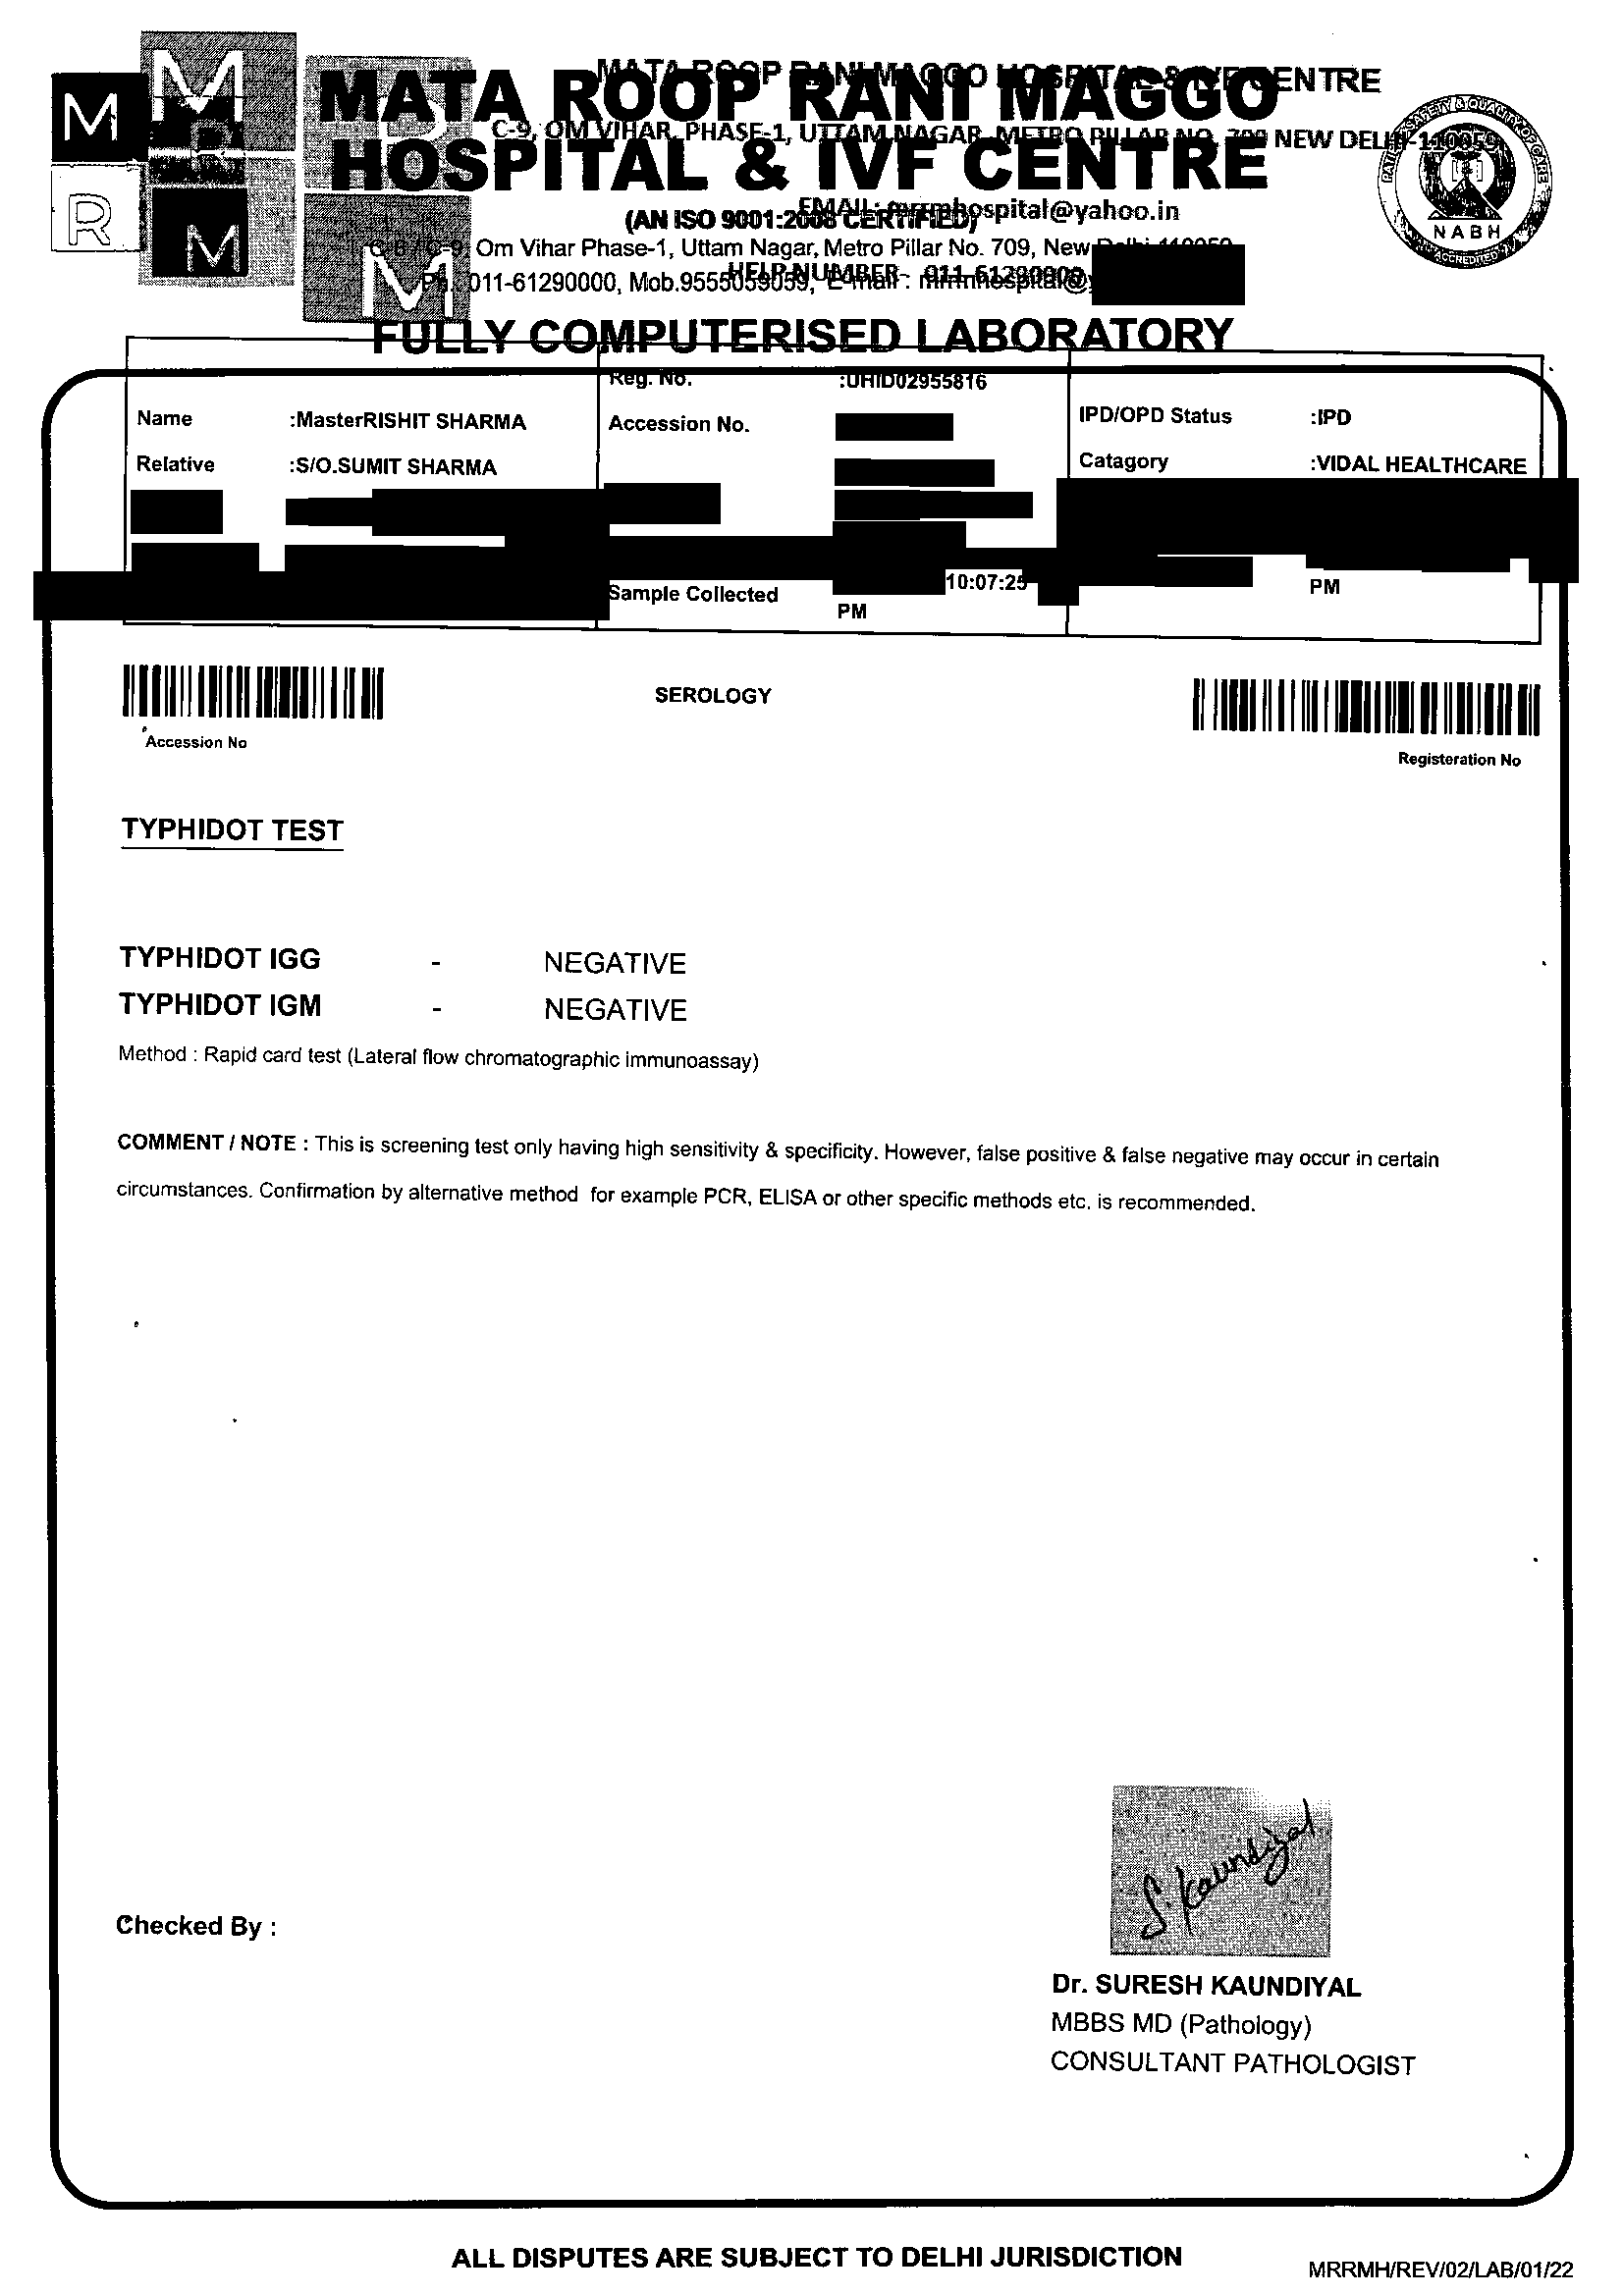 MATA ROOP RANI MAGGO HOSPITAL & IVF CENTRE
C-9, OM VIHAR, PHASE-1, UTTAM NAGAR, METRO PILLAR NO. 709 NEW DELHI-110059
EMAIL: mrrmhospital@yahoo.in
HELP NUMBER - 011-61290000
M M R M
R M M
MATA ROOP RANI MAGGO
HOSPITAL & IVF CENTRE
(AN ISO 9001:2008 CERTIFIED)
Om Vihar Phase-1, Uttam Nagar, Metro Pillar No. 709, New
Ph.: 011-61290000, Mob.9555059059, E-mail : mrrmhospital@
PATIENT SAFETY & QUALITY OF CARE
NABH
ACCREDITED
FULLY COMPUTERISED LABORATORY
Reg. No. :UHID02955816
Name :MasterRISHIT SHARMA Accession No. IPD/OPD Status :IPD
Relative :S/O.SUMIT SHARMA Catagory :VIDAL HEALTHCARE
Sample Collected 10:07:25 PM PM
SEROLOGY
Accession No Registeration No
TYPHIDOT TEST
TYPHIDOT IGG - NEGATIVE
TYPHIDOT IGM - NEGATIVE
Method : Rapid card test (Lateral flow chromatographic immunoassay)
COMMENT / NOTE : This is screening test only having high sensitivity & specificity. However, false positive & false negative may occur in certain
circumstances. Confirmation by alternative method for example PCR, ELISA or other specific methods etc. is recommended.
S. Kaundiyal
Checked By :
Dr. SURESH KAUNDIYAL
MBBS MD (Pathology)
CONSULTANT PATHOLOGIST
ALL DISPUTES ARE SUBJECT TO DELHI JURISDICTION
MRRMH/REV/02/LAB/01/22